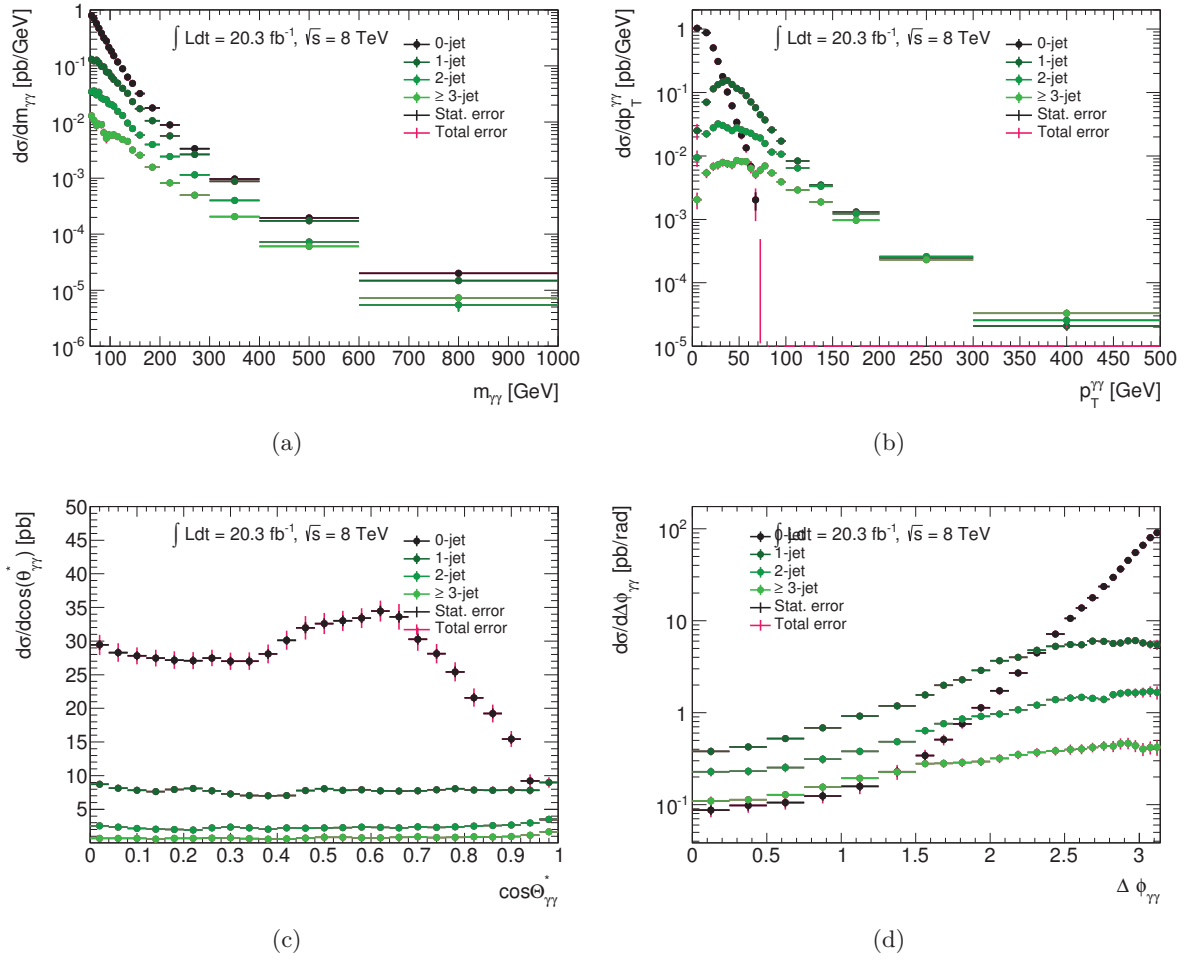 dσ/dm_γγ [pb/GeV]
∫ Ldt = 20.3 fb⁻¹, √s = 8 TeV
0-jet
1-jet
2-jet
≥ 3-jet
Stat. error
Total error
1
10⁻¹
10⁻²
10⁻³
10⁻⁴
10⁻⁵
10⁻⁶
100 200 300 400 500 600 700 800 900 1000
m_γγ [GeV]
(a)
dσ/dp_T^γγ [pb/GeV]
∫ Ldt = 20.3 fb⁻¹, √s = 8 TeV
0-jet
1-jet
2-jet
≥ 3-jet
Stat. error
Total error
1
10⁻¹
10⁻²
10⁻³
10⁻⁴
10⁻⁵
0 50 100 150 200 250 300 350 400 450 500
p_T^γγ [GeV]
(b)
dσ/dcos(θ*_γγ) [pb]
∫ Ldt = 20.3 fb⁻¹, √s = 8 TeV
0-jet
1-jet
2-jet
≥ 3-jet
Stat. error
Total error
50
45
40
35
30
25
20
15
10
5
0 0.1 0.2 0.3 0.4 0.5 0.6 0.7 0.8 0.9 1
cosΘ*_γγ
(c)
dσ/dΔϕ_γγ [pb/rad]
∫ Ldt = 20.3 fb⁻¹, √s = 8 TeV
0-jet
1-jet
2-jet
≥ 3-jet
Stat. error
Total error
10²
10
1
10⁻¹
0 0.5 1 1.5 2 2.5 3
Δ ϕ_γγ
(d)